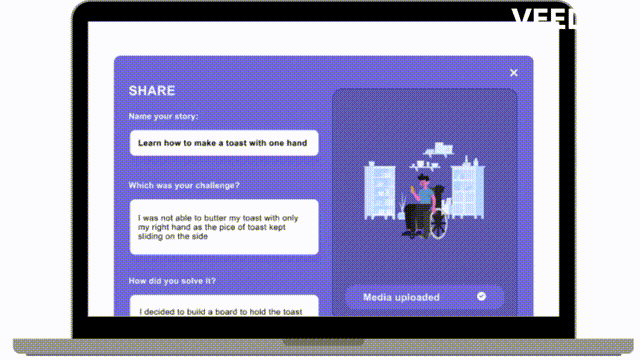 VEED
SHARE
Name your story:
Learn how to make a toast with one hand
Which was your challenge?
I was not able to butter my toast with only
my right hand as the pice of toast kept
sliding on the side
How did you solve it?
I decided to build a board to hold the toast
Media uploaded